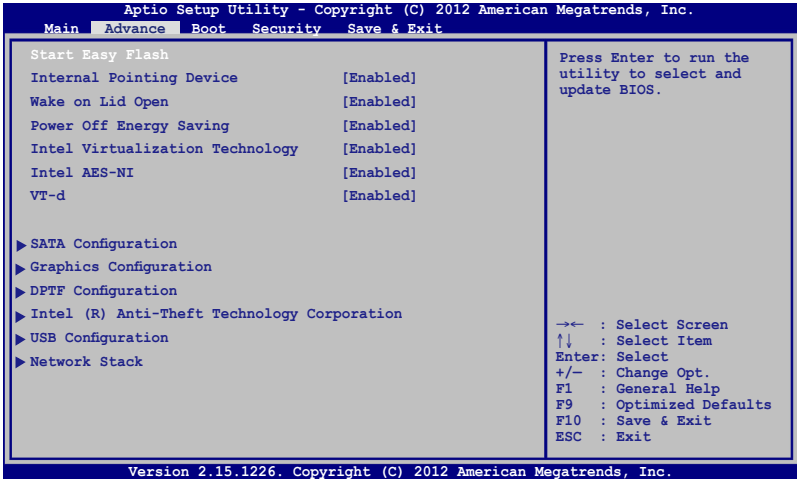 Aptio Setup Utility - Copyright (C) 2012 American Megatrends, Inc.
Main Advance Boot Security Save & Exit
Start Easy Flash
Internal Pointing Device [Enabled]
Wake on Lid Open [Enabled]
Power Off Energy Saving [Enabled]
Intel Virtualization Technology [Enabled]
Intel AES-NI [Enabled]
VT-d [Enabled]
SATA Configuration
Graphics Configuration
DPTF Configuration
Intel (R) Anti-Theft Technology Corporation
USB Configuration
Network Stack
Press Enter to run the
utility to select and
update BIOS.
→← : Select Screen
↑↓ : Select Item
Enter: Select
+/— : Change Opt.
F1 : General Help
F9 : Optimized Defaults
F10 : Save & Exit
ESC : Exit
Version 2.15.1226. Copyright (C) 2012 American Megatrends, Inc.